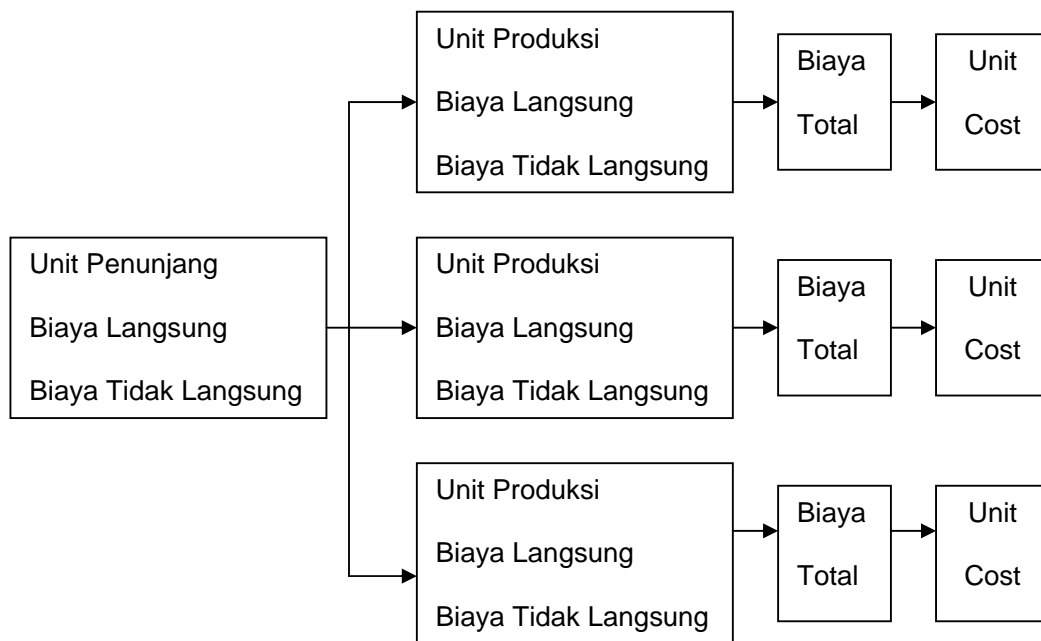 Unit Produksi
Biaya Langsung
Biaya Tidak Langsung
Biaya
Total
Unit
Cost
Unit Penunjang
Biaya Langsung
Biaya Tidak Langsung
Unit Produksi
Biaya Langsung
Biaya Tidak Langsung
Biaya
Total
Unit
Cost
Unit Produksi
Biaya Langsung
Biaya Tidak Langsung
Biaya
Total
Unit
Cost